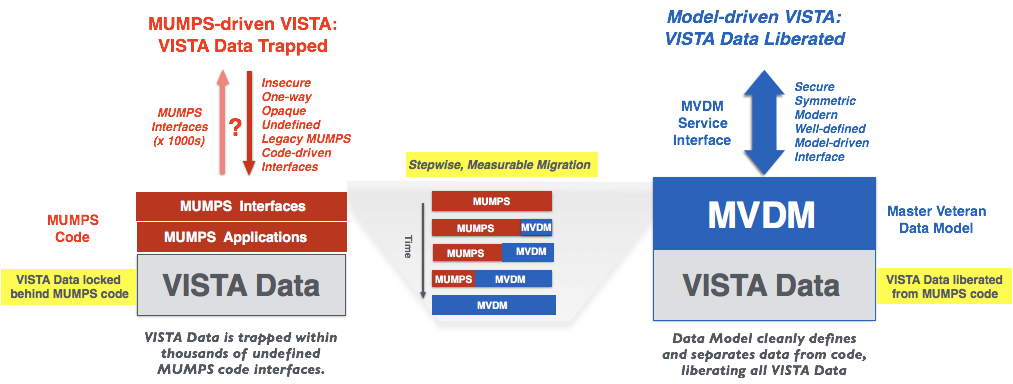 MUMPS-driven VISTA:
VISTA Data Trapped
MUMPS
Interfaces
(x 1000s)
?
Insecure
One-way
Opaque
Undefined
Legacy MUMPS
Code-driven
Interfaces
MUMPS
Code
MUMPS Interfaces
MUMPS Applications
VISTA Data locked
behind MUMPS code
VISTA Data
VISTA Data is trapped within
thousands of undefined
MUMPS code interfaces.
Stepwise, Measurable Migration
Time
MUMPS
MUMPS MVDM
MUMPS MVDM
MUMPS MVDM
MVDM
Model-driven VISTA:
VISTA Data Liberated
MVDM
Service
Interface
Secure
Symmetric
Modern
Well-defined
Model-driven
Interface
MVDM
Master Veteran
Data Model
VISTA Data
VISTA Data liberated
from MUMPS code
Data Model cleanly defines
and separates data from code,
liberating all VISTA Data